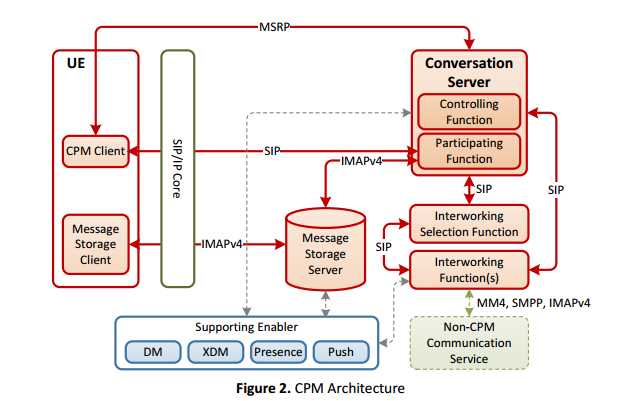 MSRP
UE
Conversation
Server
Controlling
Function
CPM Client
SIP/IP Core
SIP
Participating
Function
IMAPv4
SIP
SIP
Message
Storage
Client
IMAPv4
Message
Storage
Server
SIP
Interworking
Selection Function
Interworking
Function(s)
MM4, SMPP, IMAPv4
Supporting Enabler
DM
XDM
Presence
Push
Non-CPM
Communication
Service
Figure 2. CPM Architecture